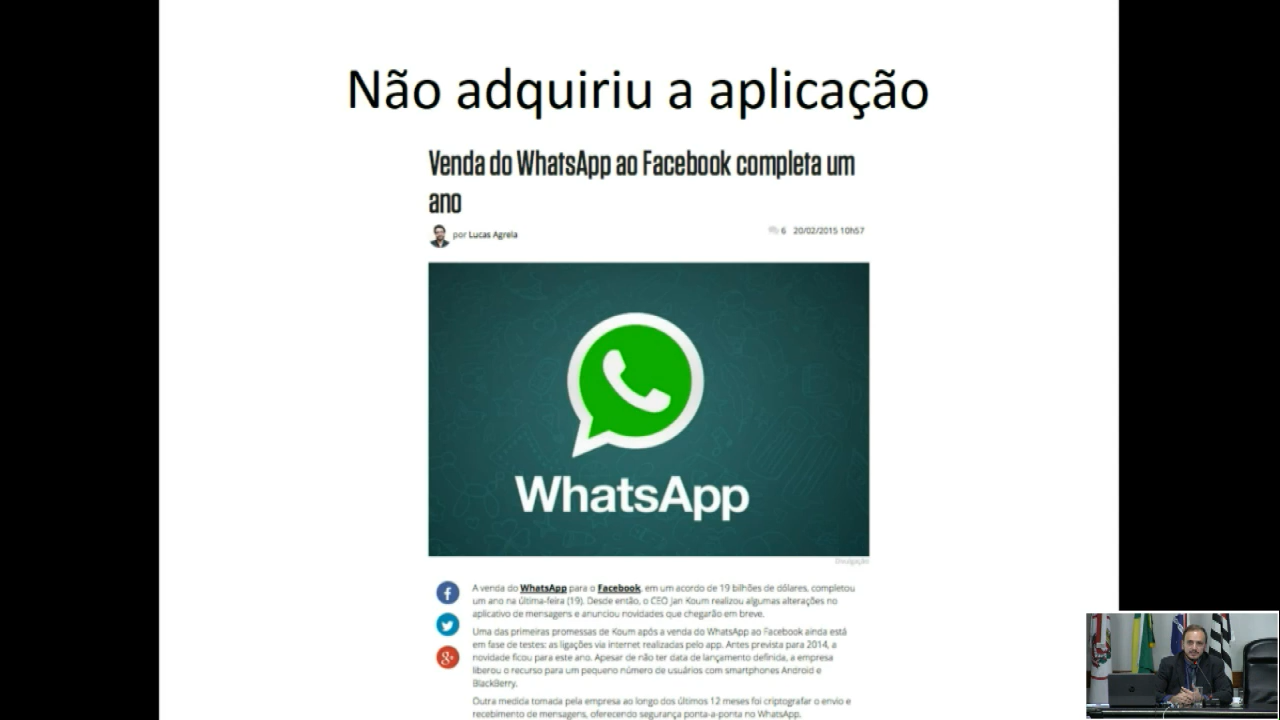 Não adquiriu a aplicação
Venda do WhatsApp ao Facebook completa um
ano
por Lucas Agrela
6 20/02/2015 10h57
WhatsApp
Divulgação
A venda do WhatsApp para o Facebook, em um acordo de 19 bilhões de dólares, completou
um ano na última-feira (19). Desde então, o CEO Jan Koum realizou algumas alterações no
aplicativo de mensagens e anunciou novidades que chegarão em breve.
Uma das primeiras promessas de Koum após a venda do WhatsApp ao Facebook ainda está
em fase de testes: as ligações via internet realizadas pelo app. Antes prevista para 2014, a
novidade ficou para este ano. Apesar de não ter data de lançamento definida, a empresa
liberou o recurso para um pequeno número de usuários com smartphones Android e
BlackBerry.
Outra medida tomada pela empresa ao longo dos últimos 12 meses foi criptografar o envio e
recebimento de mensagens, oferecendo segurança ponta-a-ponta no WhatsApp.